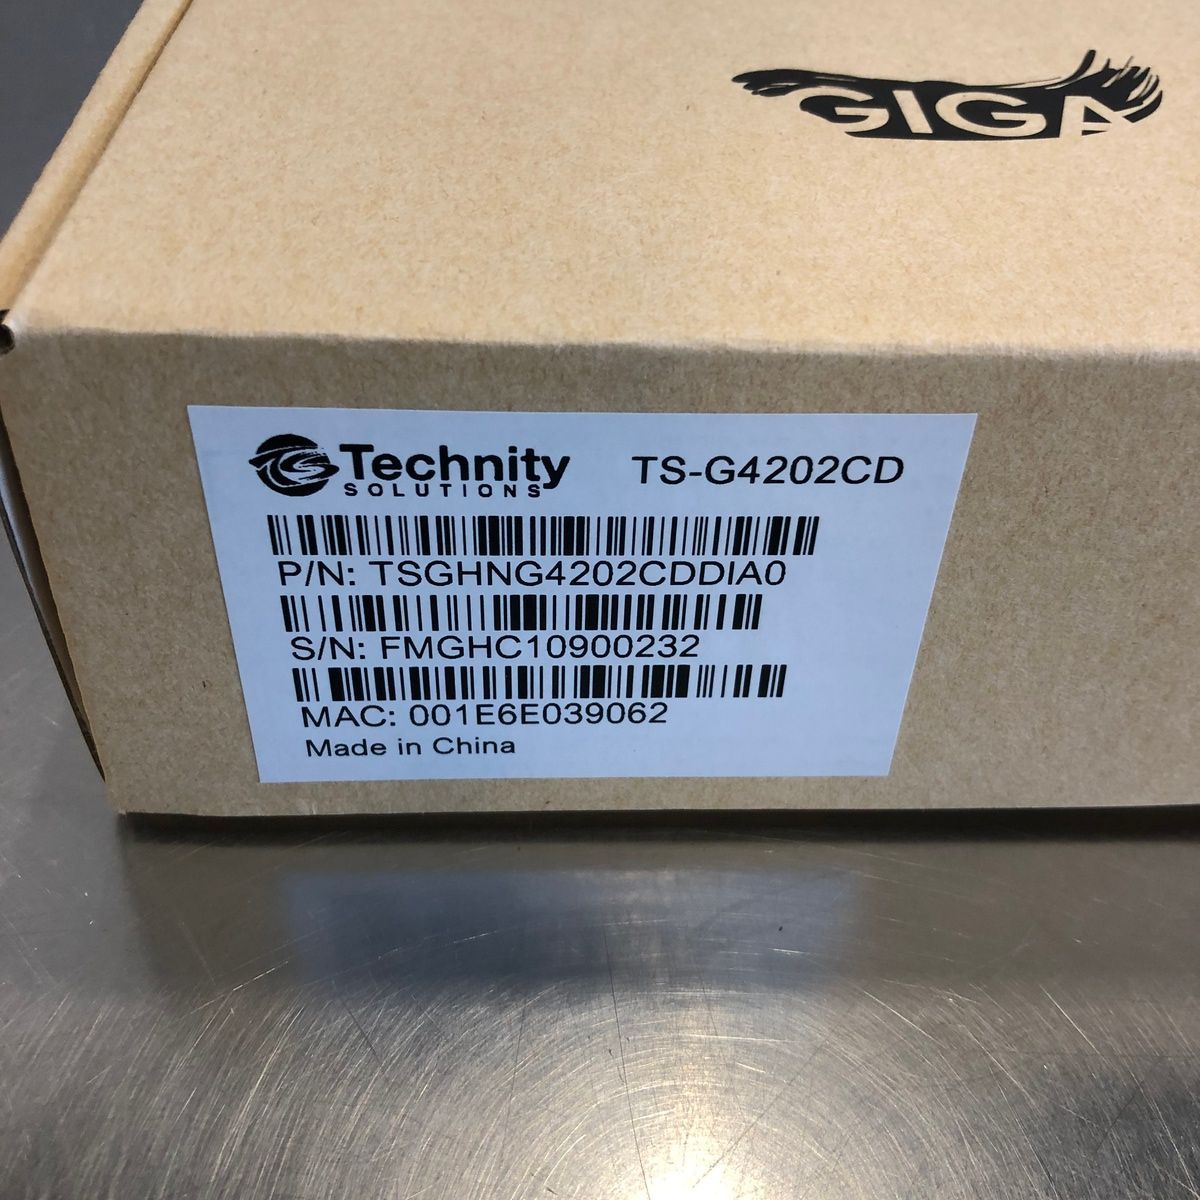 GIGA
Technity TS-G4202CD
SOLUTIONS
P/N: TSGHNG4202CDDIA0
S/N: FMGHC10900232
MAC: 001E6E039062
Made in China